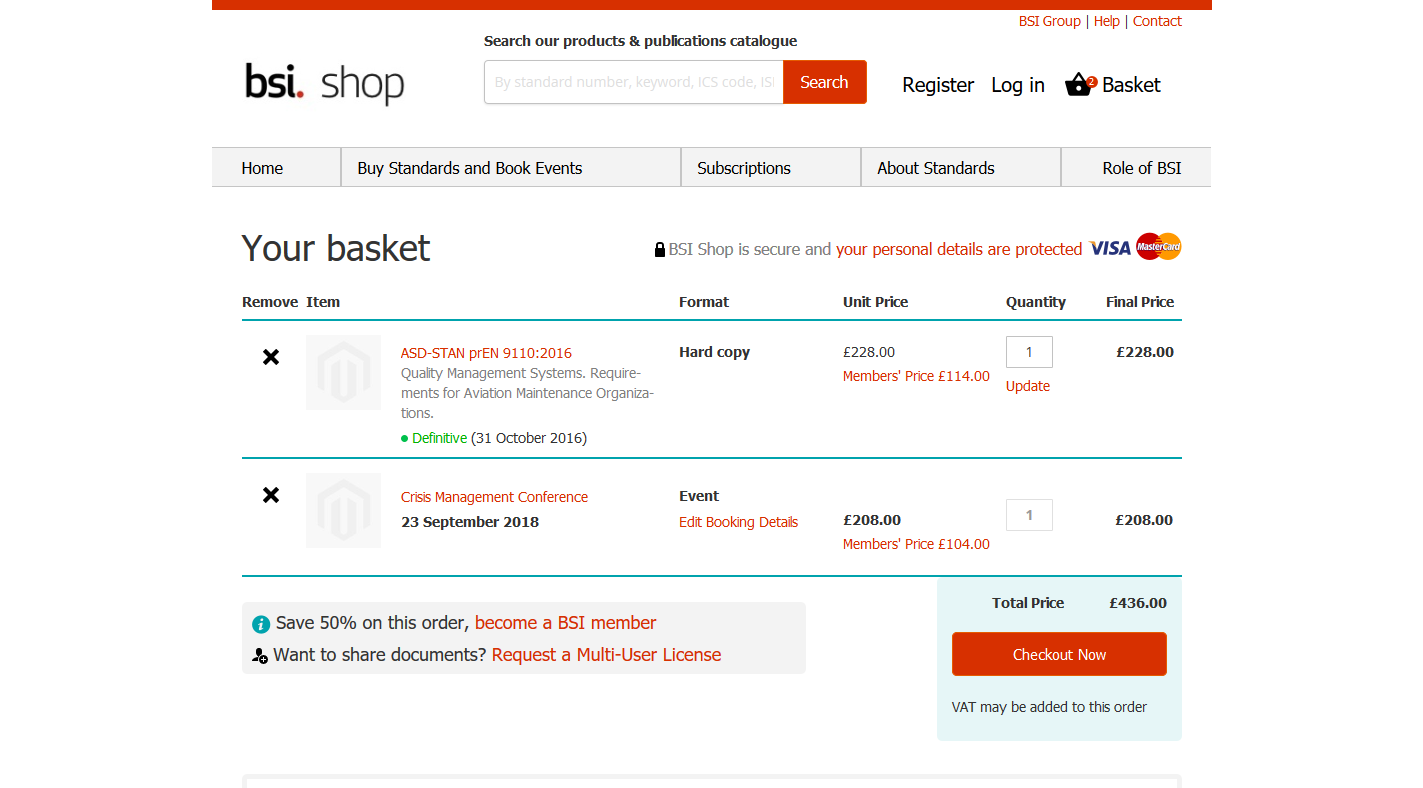 BSI Group | Help | Contact
Search our products & publications catalogue
bsi. shop
By standard number, keyword, ICS code, ISI
Search
Register Log in 2 Basket
Home Buy Standards and Book Events Subscriptions About Standards Role of BSI
Your basket
BSI Shop is secure and your personal details are protected VISA MasterCard
Remove Item Format Unit Price Quantity Final Price
ASD-STAN prEN 9110:2016 Hard copy £228.00 1 £228.00
Quality Management Systems. Require-
Members' Price £114.00
ments for Aviation Maintenance Organiza-
Update
tions.
Definitive (31 October 2016)
Crisis Management Conference Event
23 September 2018 Edit Booking Details £208.00 1 £208.00
Members' Price £104.00
Total Price £436.00
Save 50% on this order, become a BSI member
Want to share documents? Request a Multi-User License
Checkout Now
VAT may be added to this order